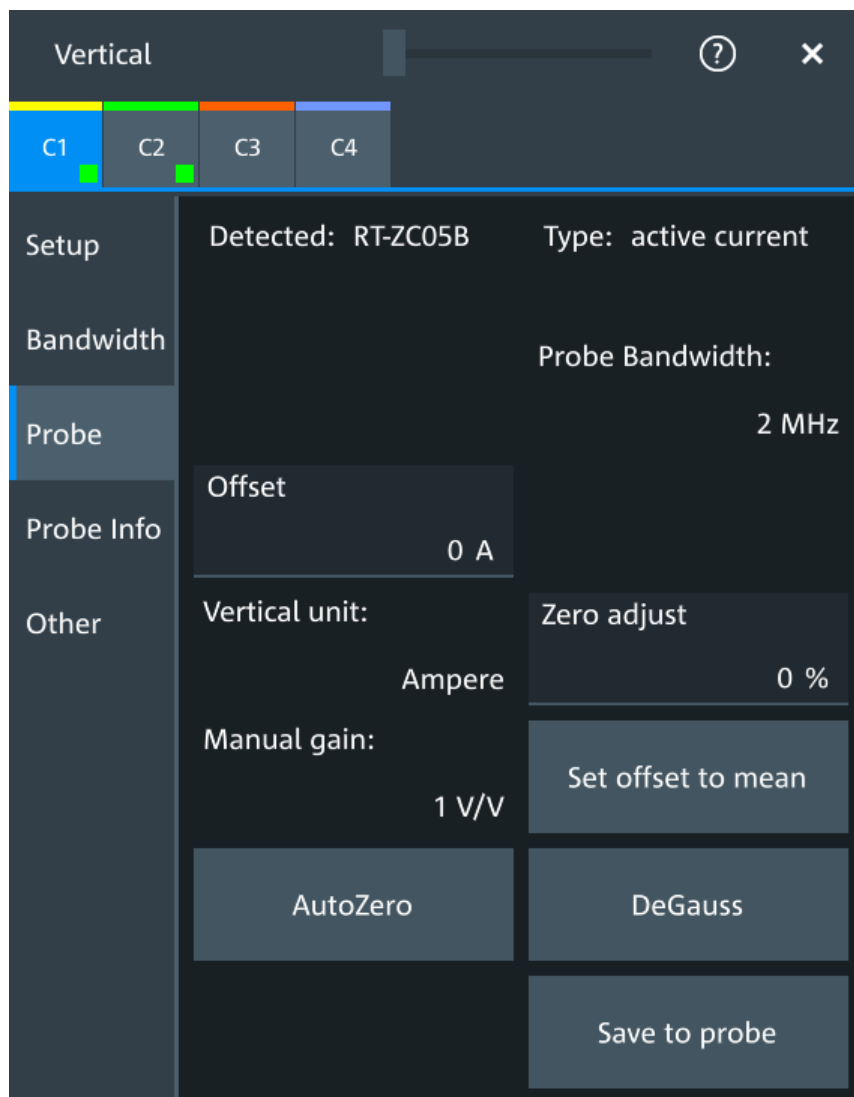 Vertical
?
C1 C2 C3 C4
Setup
Bandwidth
Probe
Probe Info
Other
Detected: RT-ZC05B Type: active current
Probe Bandwidth:
2 MHz
Offset
0 A
Vertical unit:
Ampere
Zero adjust
0 %
Manual gain:
1 V/V
Set offset to mean
AutoZero
DeGauss
Save to probe